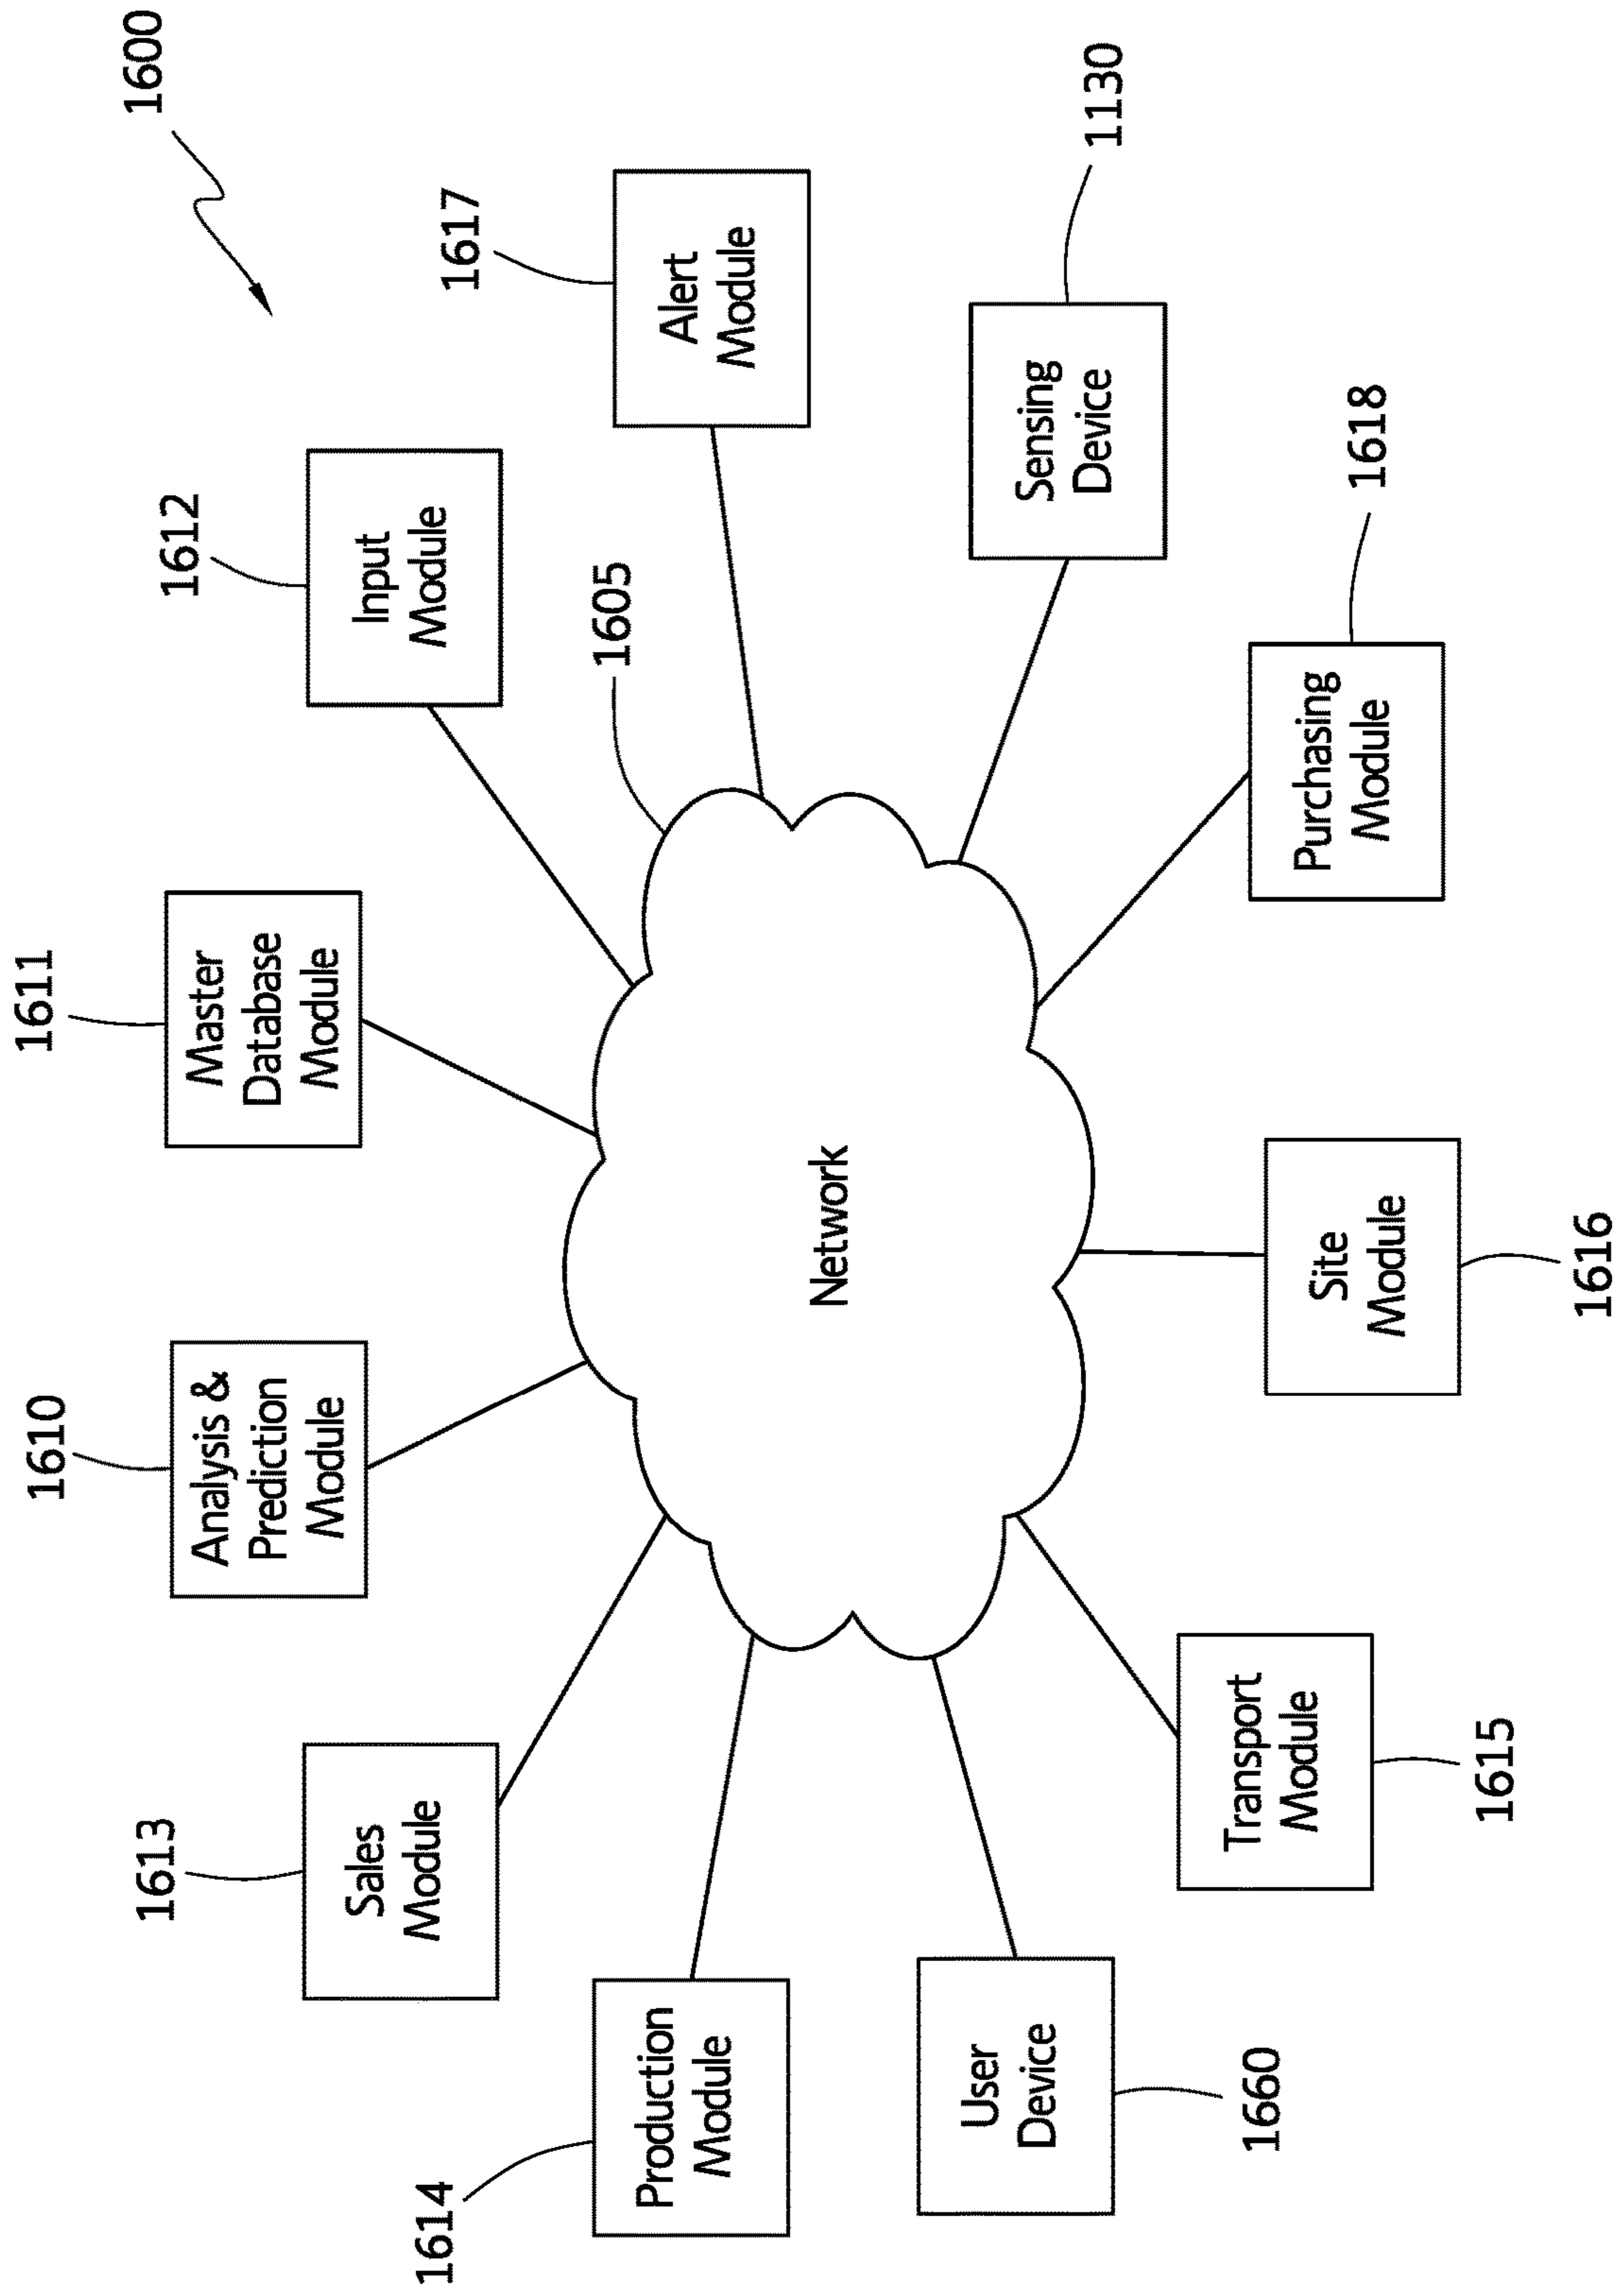 1600
1610
Analysis &
Prediction
Module
1611
Master
Database
Module
1613
Sales
Module
1612
Input
Module
1605
1614
Production
Module
1617
Alert
Module
Network
User
Device
1660
Sensing
Device
1130
Transport
Module
1615
Site
Module
1616
Purchasing
Module
1618